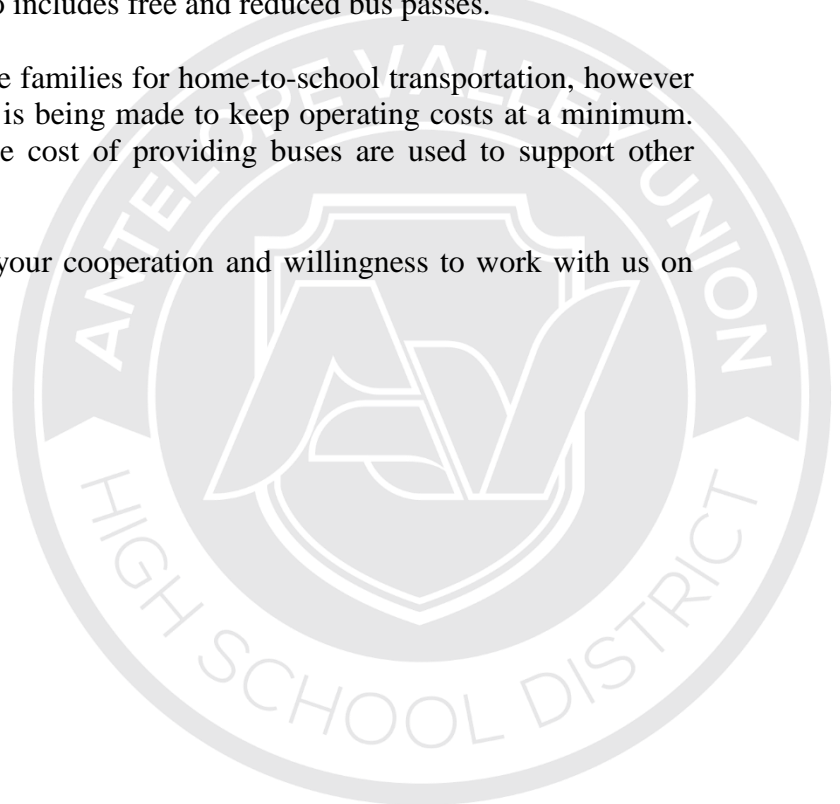 includes free and reduced bus passes.
e families for home-to-school transportation, however
is being made to keep operating costs at a minimum.
e cost of providing buses are used to support other
your cooperation and willingness to work with us on
ANTELOPE VALLEY UNION
AV
HIGH SCHOOL DISTRICT